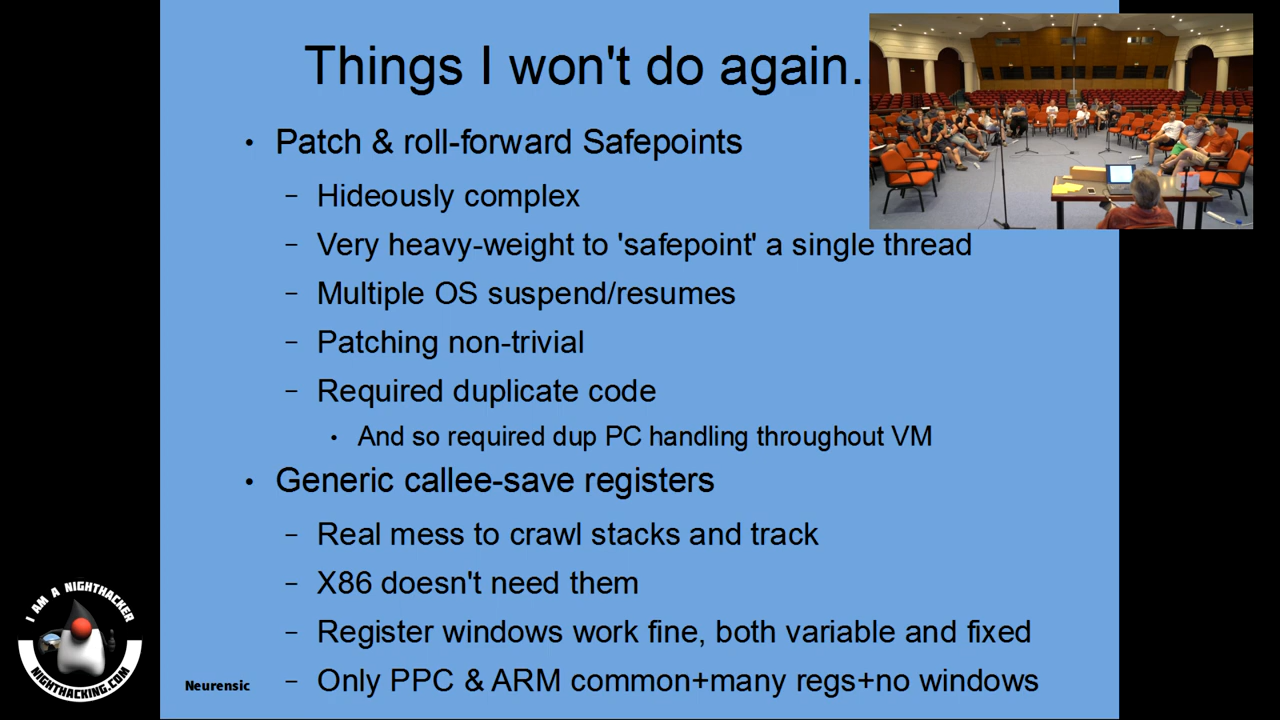 Things I won't do again.
• Patch & roll-forward Safepoints
– Hideously complex
– Very heavy-weight to 'safepoint' a single thread
– Multiple OS suspend/resumes
– Patching non-trivial
– Required duplicate code
• And so required dup PC handling throughout VM
• Generic callee-save registers
– Real mess to crawl stacks and track
– X86 doesn't need them
– Register windows work fine, both variable and fixed
– Only PPC & ARM common+many regs+no windows
Neurensic
I AM A NIGHTHACKER
NIGHTHACKING.COM